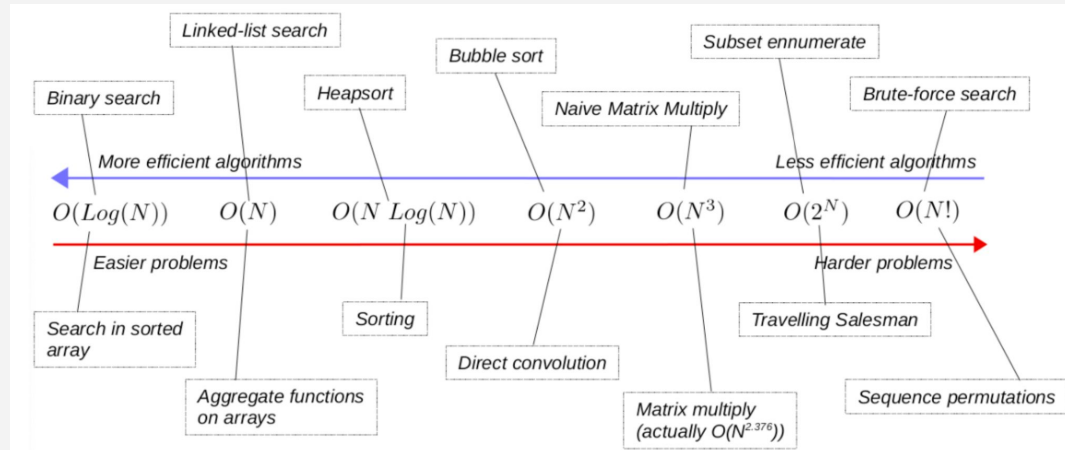 Linked-list search
Bubble sort
Subset ennumerate
Binary search
Heapsort
Naive Matrix Multiply
Brute-force search
More efficient algorithms
Less efficient algorithms
O(Log(N))
O(N)
O(N Log(N))
O(N²)
O(N³)
O(2ᴺ)
O(N!)
Easier problems
Harder problems
Search in sorted
array
Sorting
Travelling Salesman
Direct convolution
Aggregate functions
on arrays
Matrix multiply
(actually O(N²·³⁷⁶))
Sequence permutations